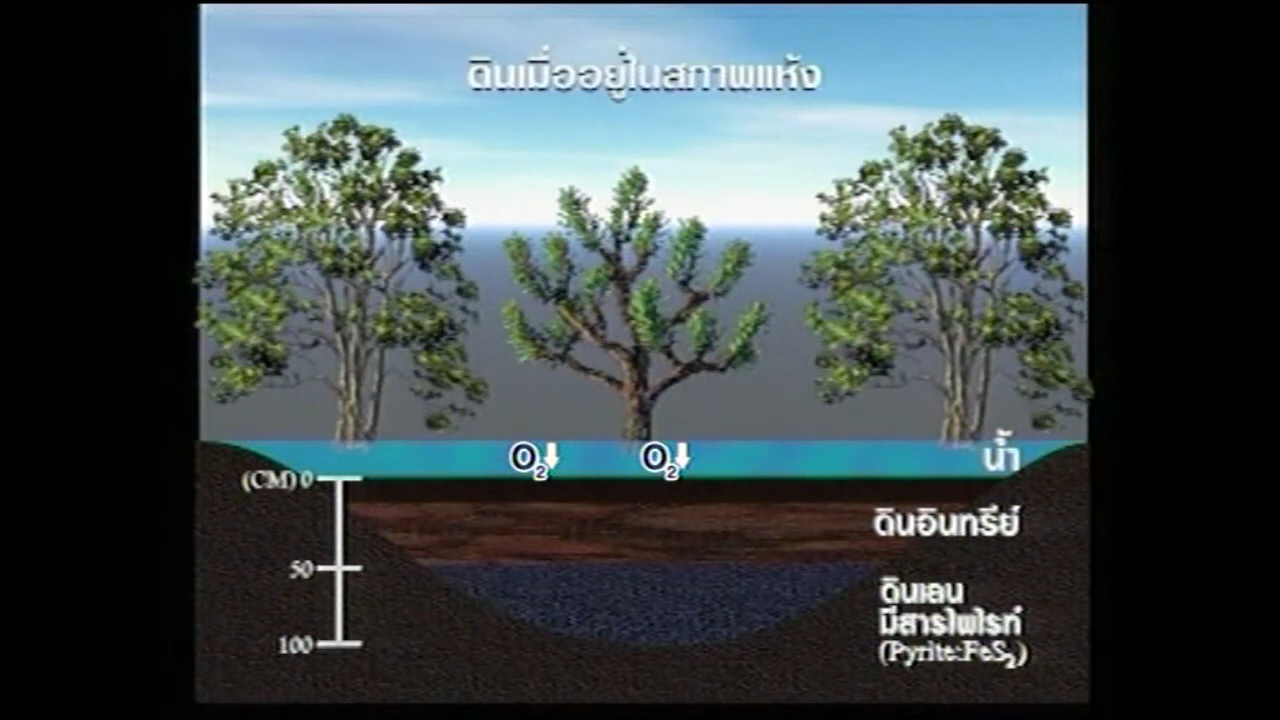 ดินเมื่ออยู่ในสภาพแห้ง
O₂ O₂ น้ำ
(CM) 0
ดินอินทรีย์
50
ดินเลน
มีสารไพไรท์
100 (Pyrite:FeS₂)